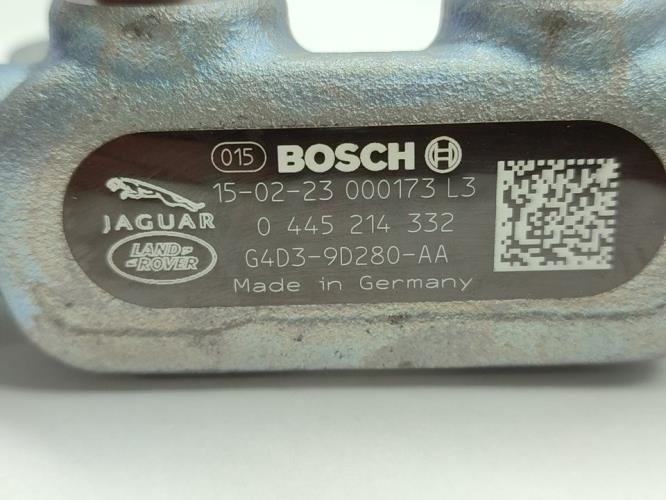 015 BOSCH
15-02-23 000173 L3
JAGUAR
0 445 214 332
LAND-
-ROVER
G4D3-9D280-AA
Made in Germany